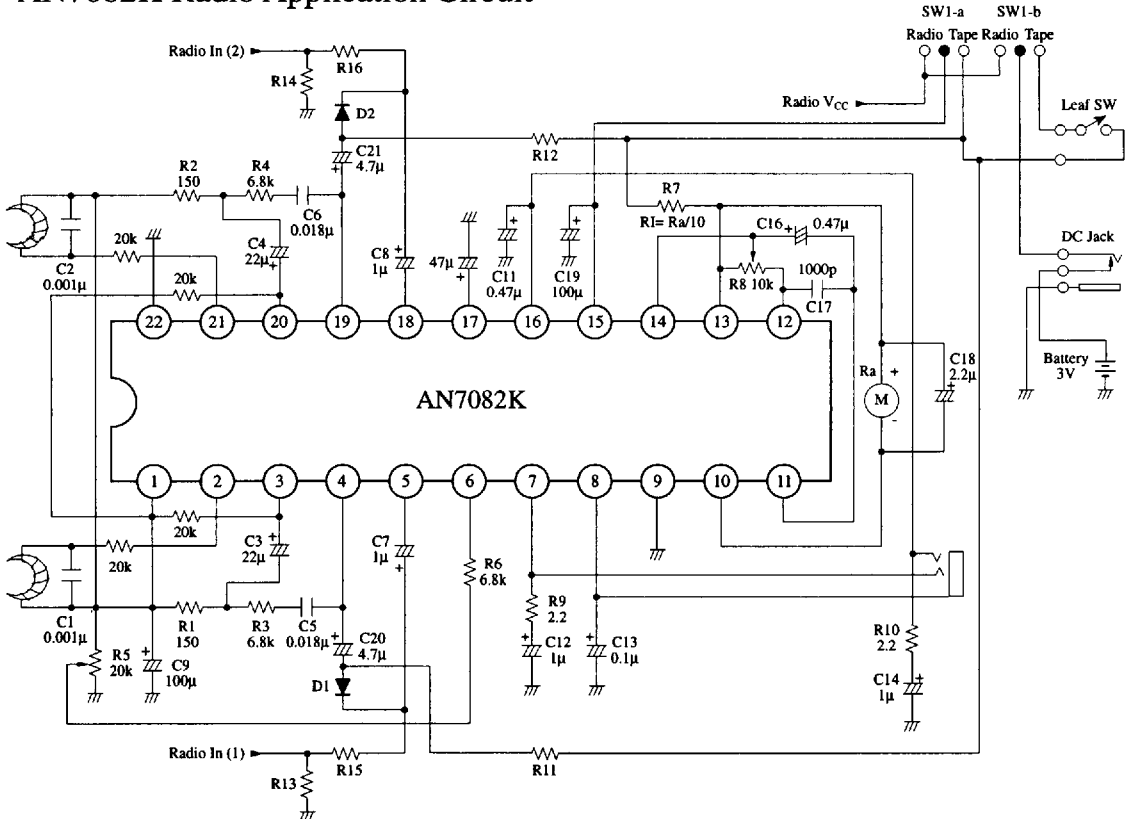 AN7082K Radio Application Circuit
SW1-a SW1-b
Radio Tape Radio Tape
Radio In (2)
R16
R14
Radio VCC
Leaf SW
D2
R12
C21
4.7μ
R2
150
R4
6.8k
C6
0.018μ
R7
RI= Ra/10
C16
+
0.47μ
20k
C4
22μ
+
C8
1μ
+
47μ
+
C11
0.47μ
+
C19
100μ
+
R8 10k
1000p
C17
DC Jack
C2
0.001μ
20k
22 21 20 19 18 17 16 15 14 13 12
AN7082K
Ra
+
M
-
C18
2.2μ
+
Battery
3V
1 2 3 4 5 6 7 8 9 10 11
20k
20k
C3
22μ
+
C7
1μ
+
R6
6.8k
C1
0.001μ
R1
150
R3
6.8k
C5
0.018μ
+
C20
4.7μ
R9
2.2
R10
2.2
R5
20k
+
C9
100μ
+
C12
1μ
+
C13
0.1μ
D1
C14
1μ
+
Radio In (1)
R15
R11
R13